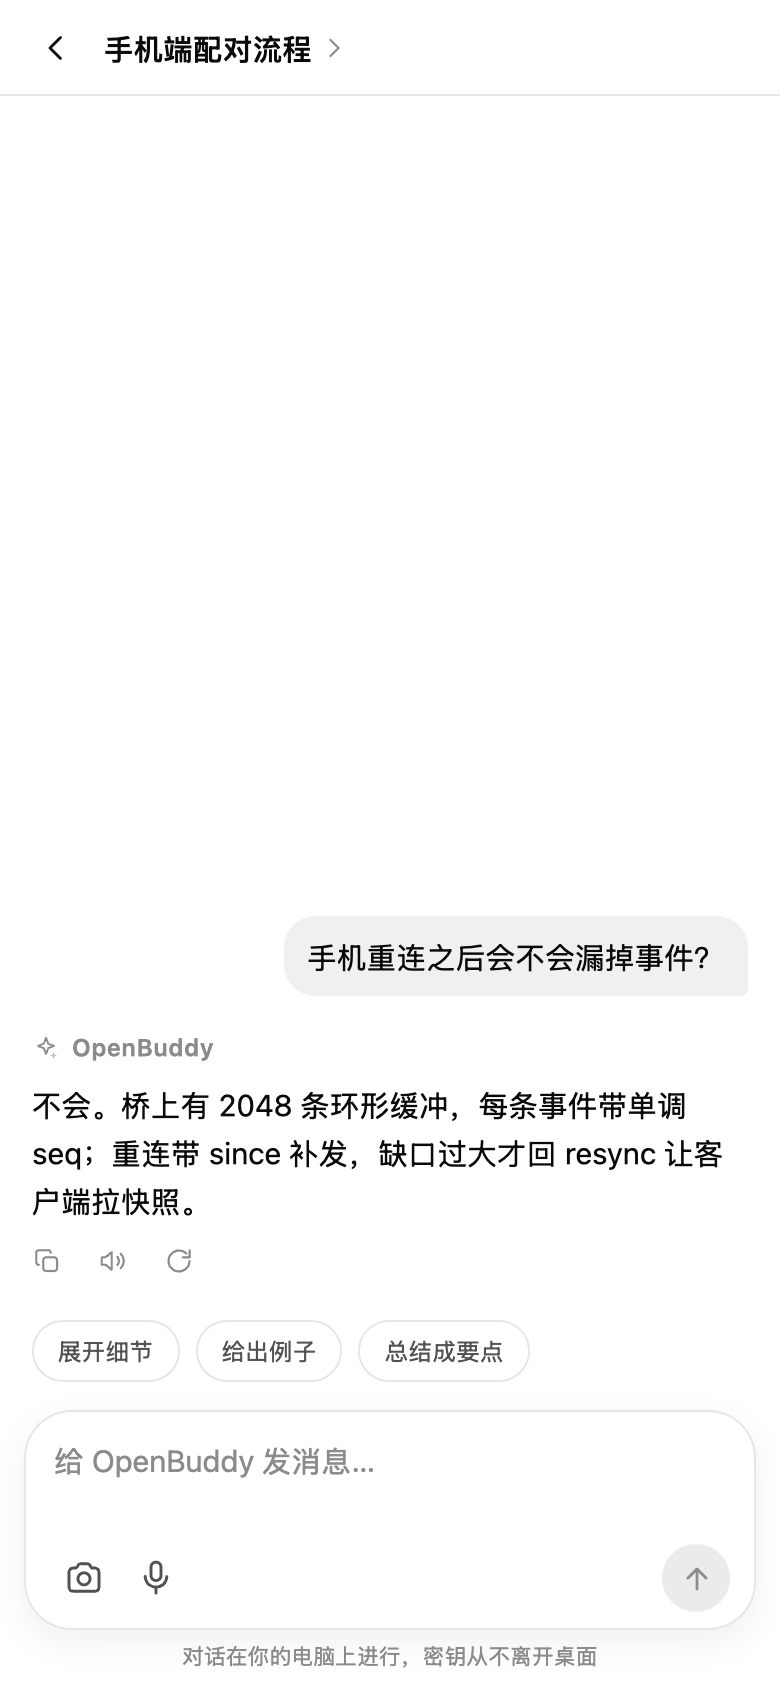 手机端配对流程
手机重连之后会不会漏掉事件?
OpenBuddy
不会。桥上有 2048 条环形缓冲，每条事件带单调
seq；重连带 since 补发，缺口过大才回 resync 让客
户端拉快照。
展开细节
给出例子
总结成要点
给 OpenBuddy 发消息...
对话在你的电脑上进行，密钥从不离开桌面